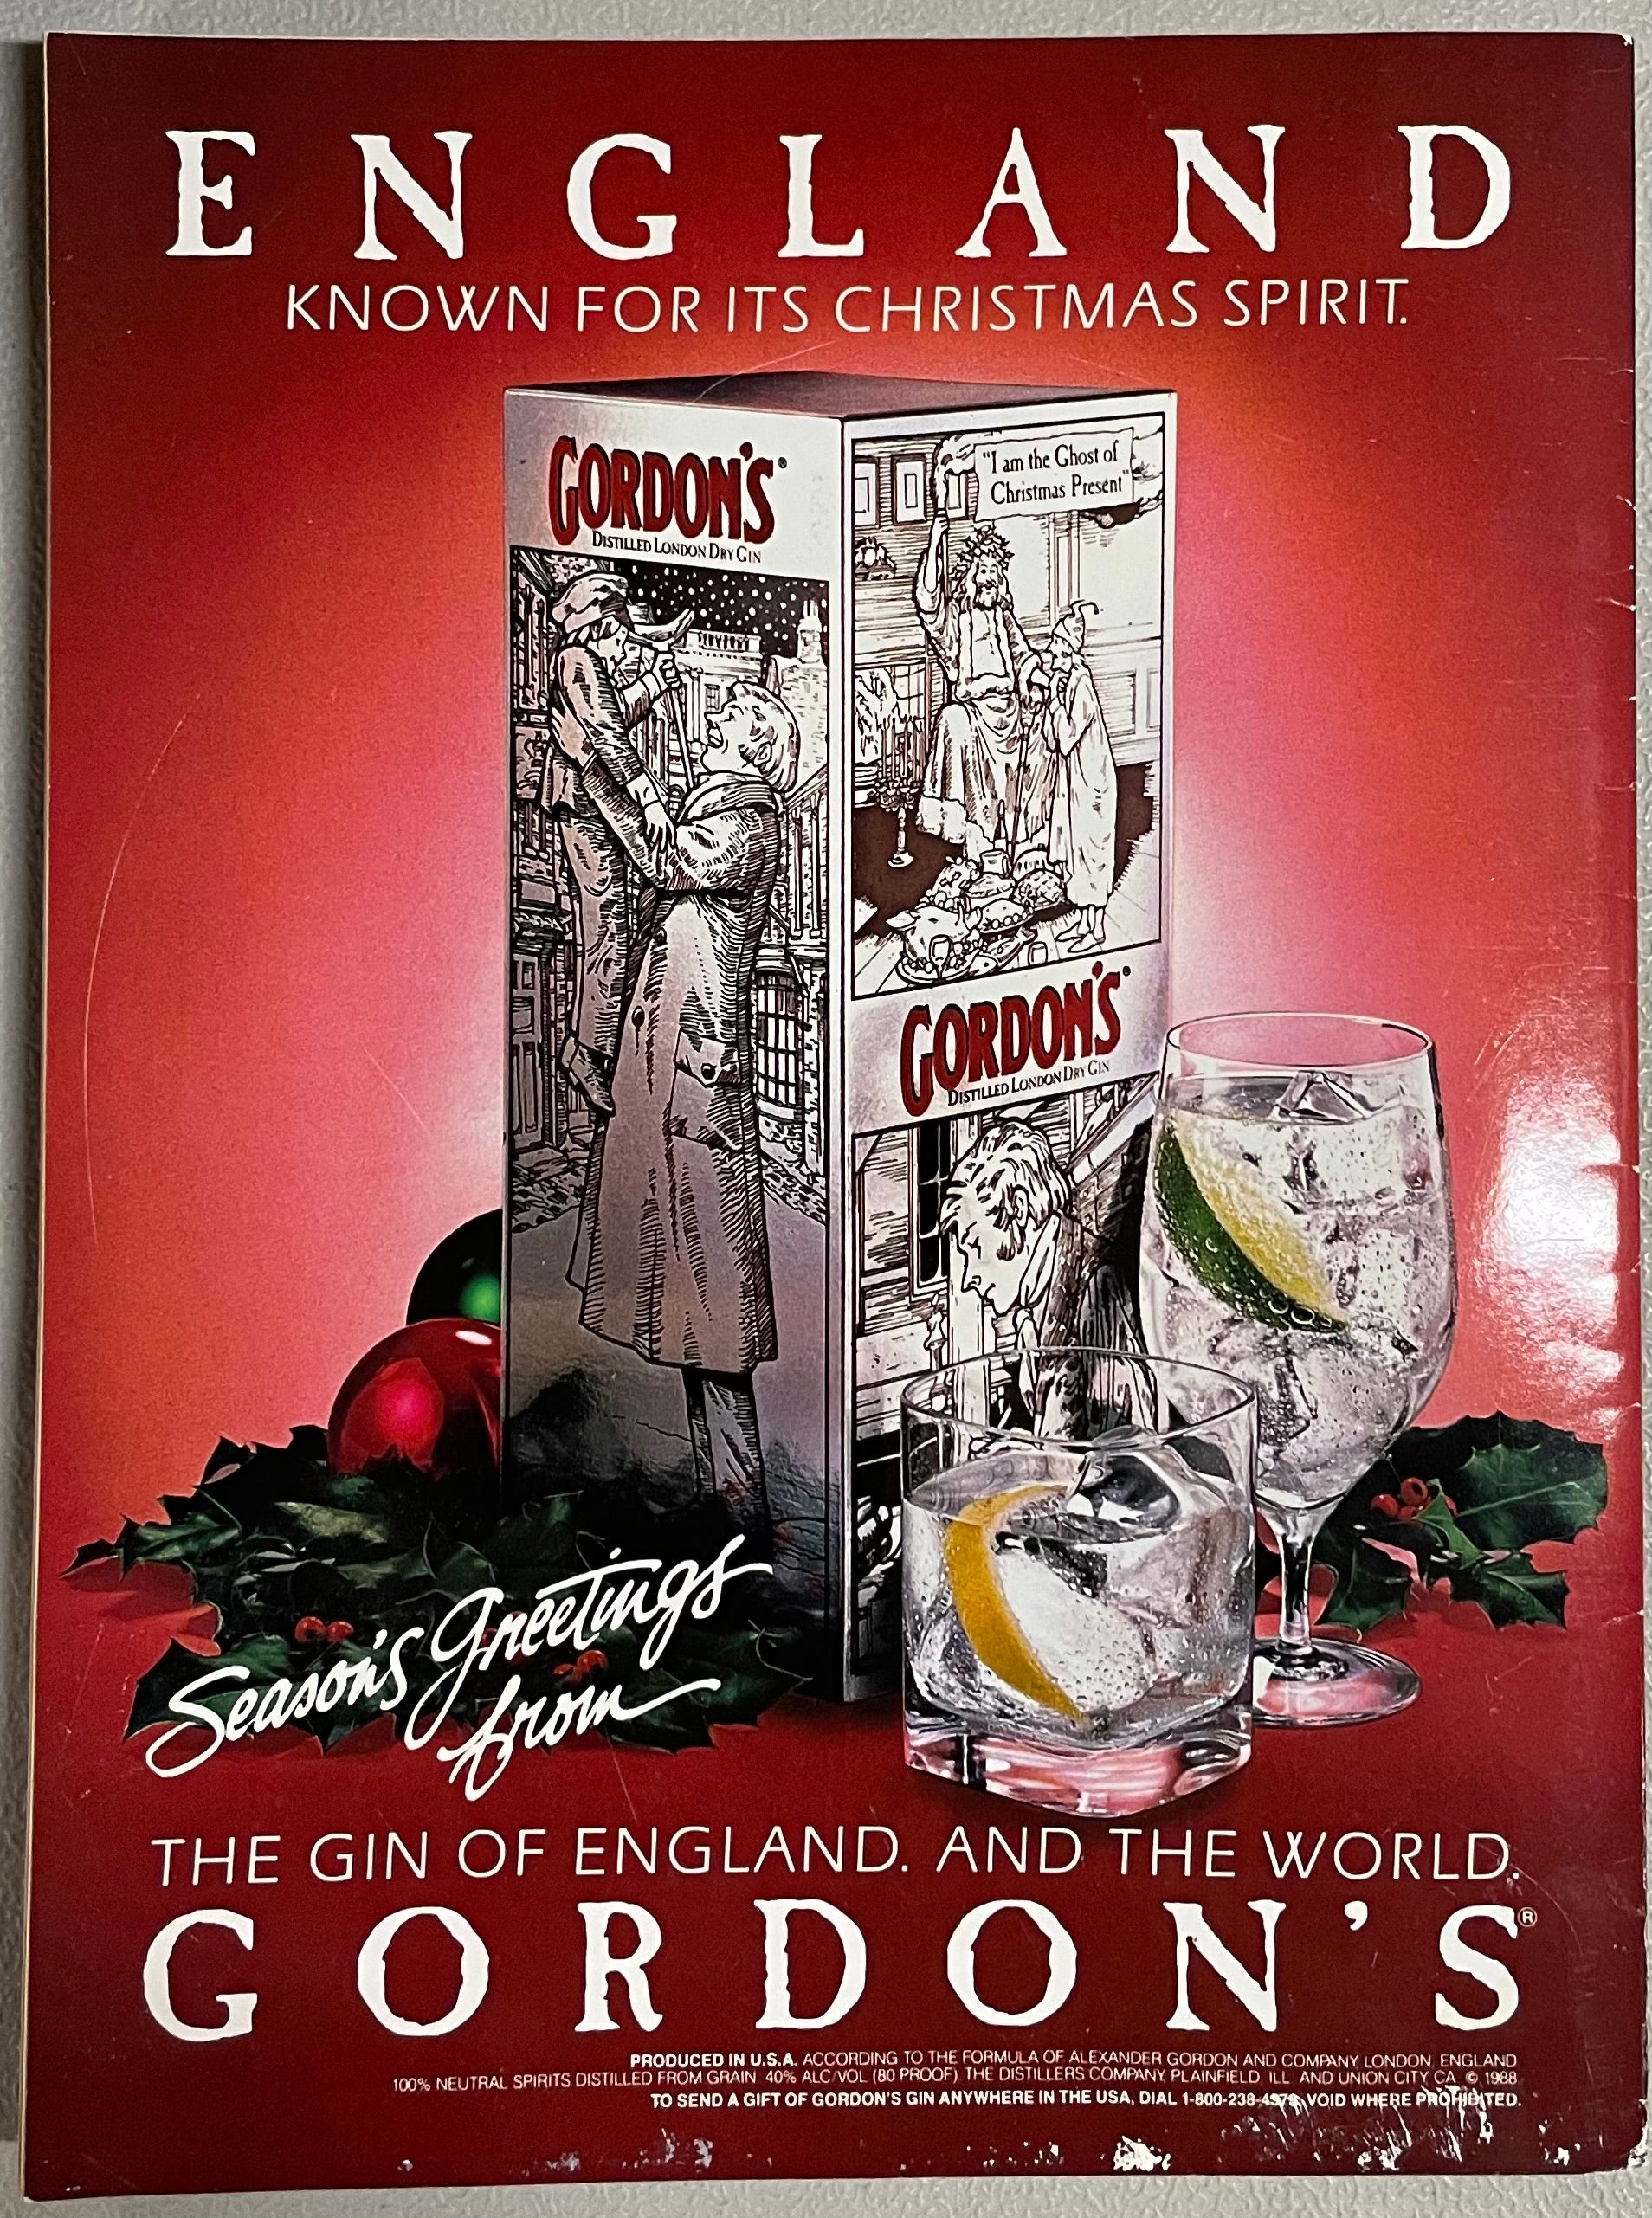 ENGLAND
KNOWN FOR ITS CHRISTMAS SPIRIT.
GORDON'S®
DISTILLED LONDON DRY GIN
"I am the Ghost of
Christmas Present"
GORDON'S®
DISTILLED LONDON DRY GIN
Season's Greetings
from
THE GIN OF ENGLAND. AND THE WORLD.
GORDON'S®
PRODUCED IN U.S.A. ACCORDING TO THE FORMULA OF ALEXANDER GORDON AND COMPANY, LONDON, ENGLAND
100% NEUTRAL SPIRITS DISTILLED FROM GRAIN. 40% ALC/VOL (80 PROOF). THE DISTILLERS COMPANY, PLAINFIELD, ILL. AND UNION CITY, CA. © 1988
TO SEND A GIFT OF GORDON'S GIN ANYWHERE IN THE USA, DIAL 1-800-238-4373. VOID WHERE PROHIBITED.